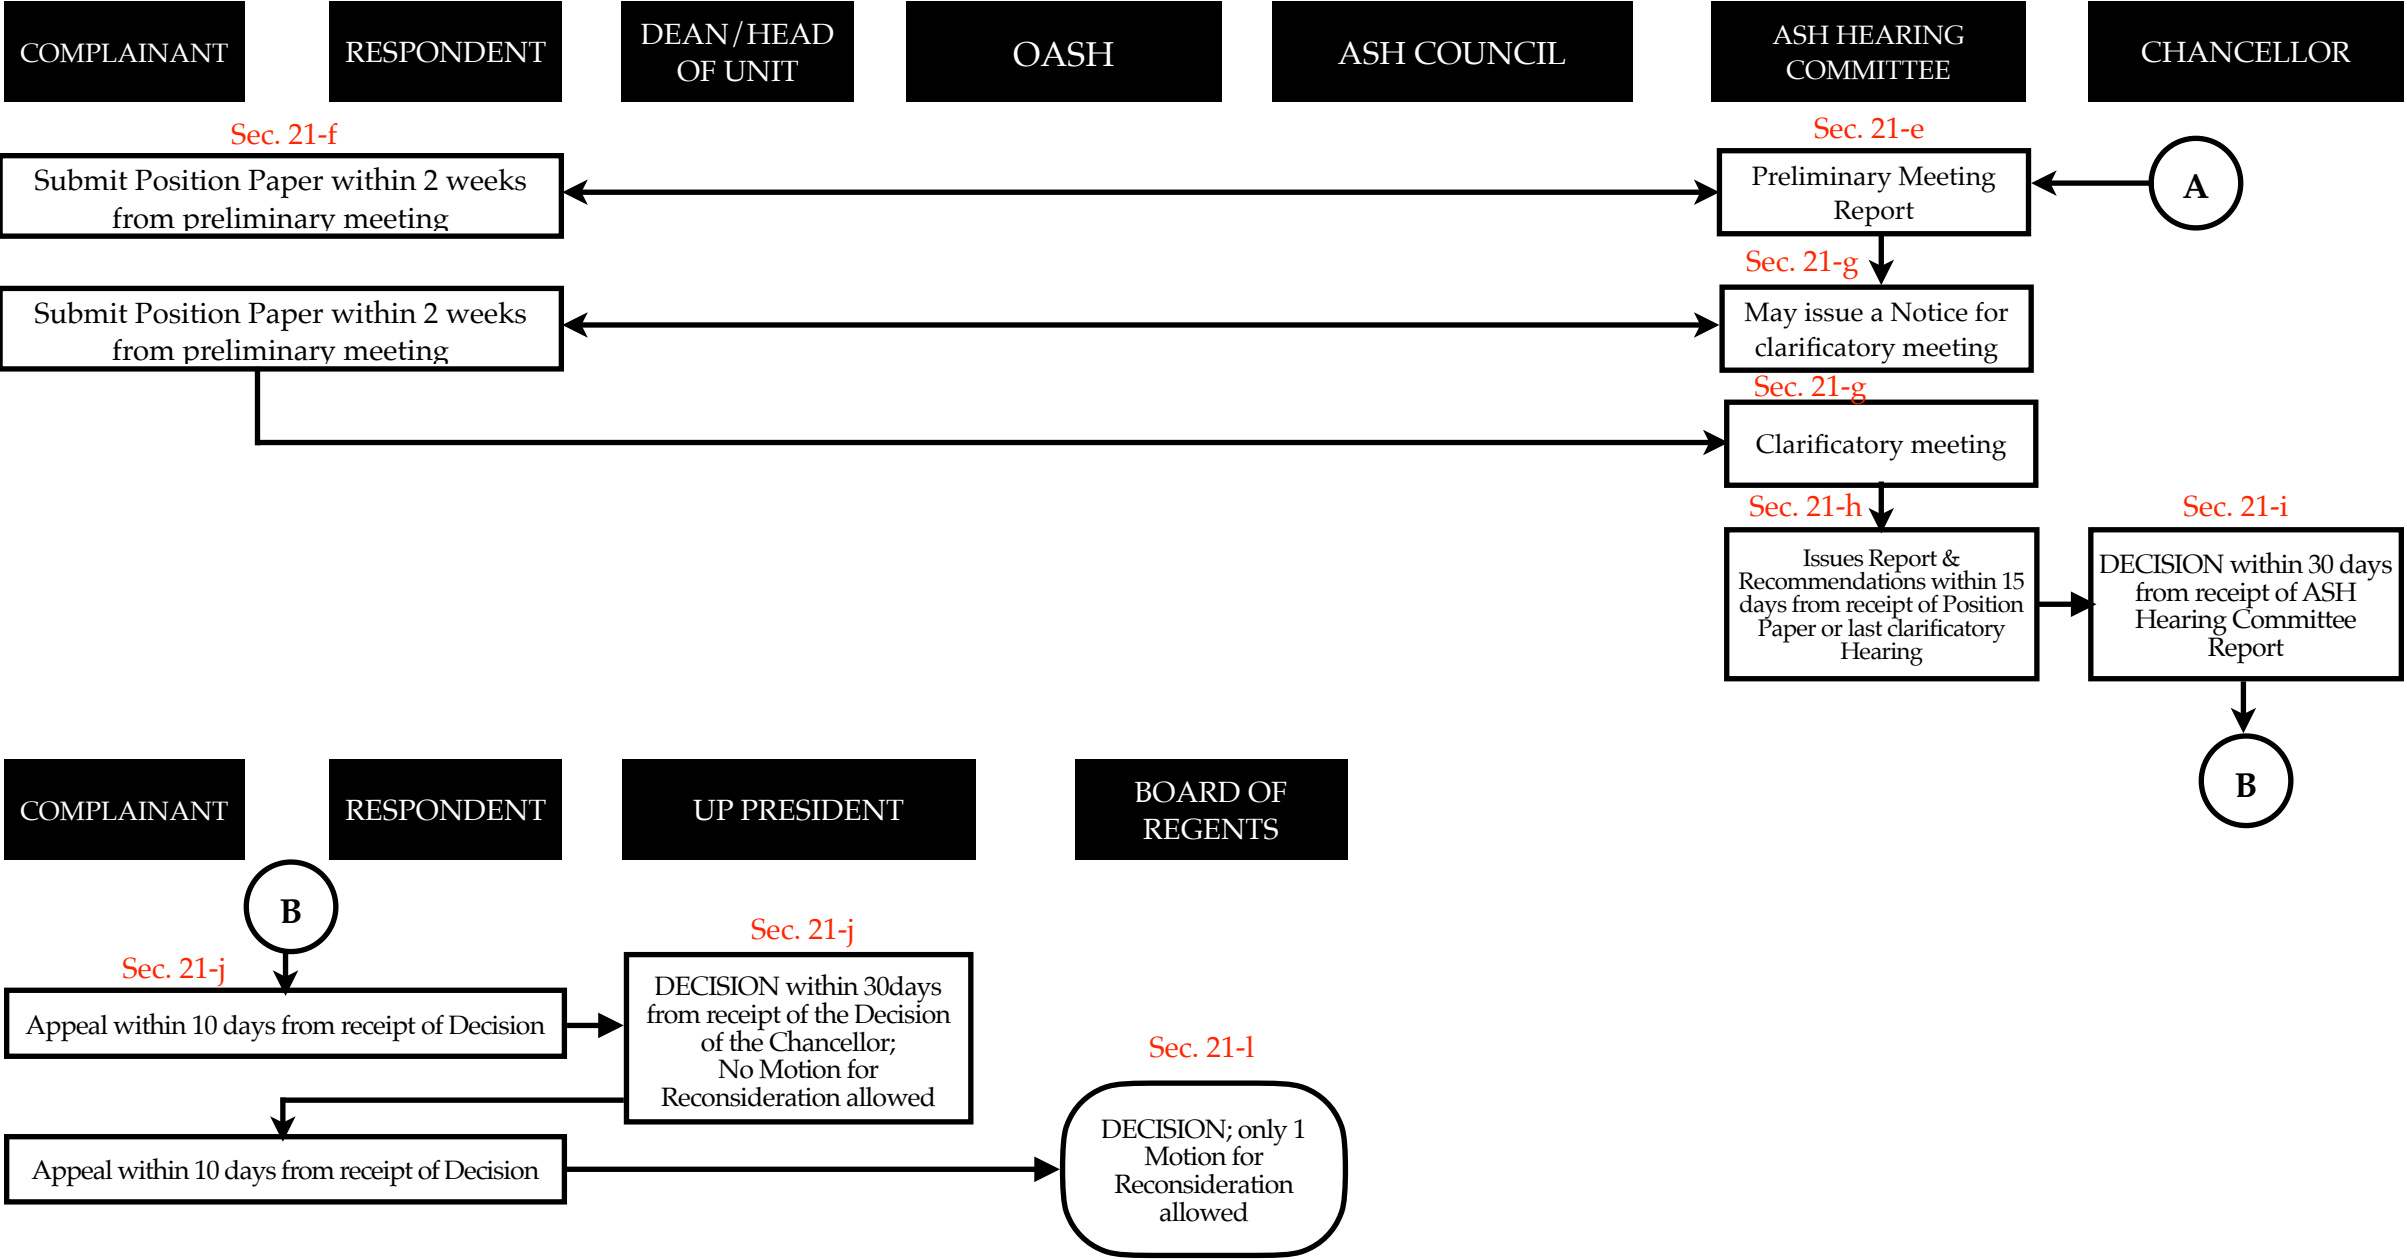 COMPLAINANT
RESPONDENT
DEAN/HEAD
OF UNIT
OASH
ASH COUNCIL
ASH HEARING
COMMITTEE
CHANCELLOR
Sec. 21-f
Submit Position Paper within 2 weeks
from preliminary meeting
Sec. 21-e
Preliminary Meeting
Report
A
Sec. 21-g
Submit Position Paper within 2 weeks
from preliminary meeting
May issue a Notice for
clarificatory meeting
Sec. 21-g
Clarificatory meeting
Sec. 21-h
Issues Report &
Recommendations within 15
days from receipt of Position
Paper or last clarificatory
Hearing
Sec. 21-i
DECISION within 30 days
from receipt of ASH
Hearing Committee
Report
B
COMPLAINANT
RESPONDENT
UP PRESIDENT
BOARD OF
REGENTS
B
Sec. 21-j
Appeal within 10 days from receipt of Decision
Sec. 21-j
DECISION within 30days
from receipt of the Decision
of the Chancellor;
No Motion for
Reconsideration allowed
Appeal within 10 days from receipt of Decision
Sec. 21-l
DECISION; only 1
Motion for
Reconsideration
allowed